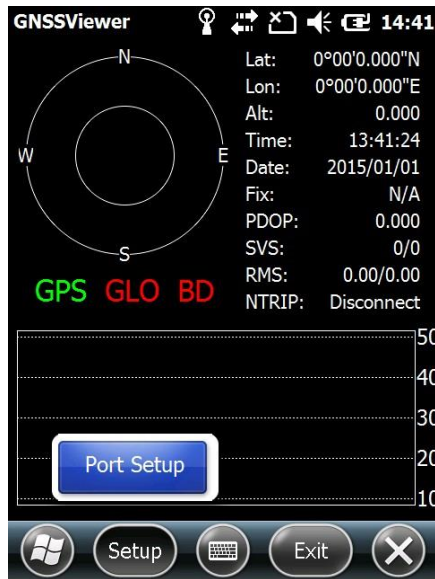 GNSSViewer 14:41
N
W E
S
GPS GLO BD
Lat: 0°00'0.000"N
Lon: 0°00'0.000"E
Alt: 0.000
Time: 13:41:24
Date: 2015/01/01
Fix: N/A
PDOP: 0.000
SVS: 0/0
RMS: 0.00/0.00
NTRIP: Disconnect
50
40
30
20
10
Port Setup
Setup Exit